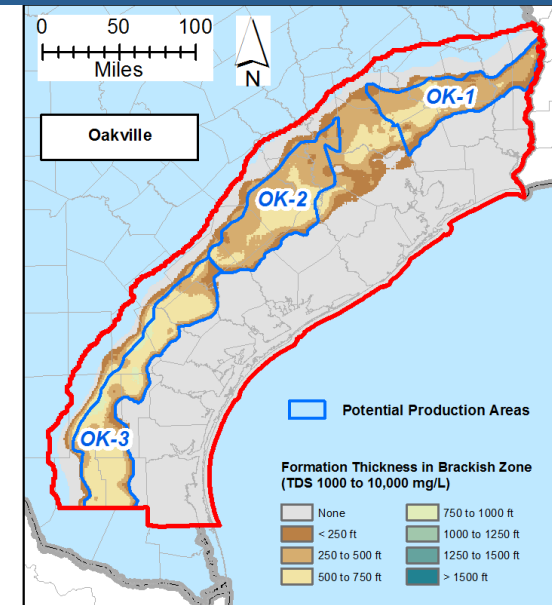 0 50 100
Miles
N
Oakville
OK-1
OK-2
OK-3
Potential Production Areas
Formation Thickness in Brackish Zone
(TDS 1000 to 10,000 mg/L)
None
< 250 ft
250 to 500 ft
500 to 750 ft
750 to 1000 ft
1000 to 1250 ft
1250 to 1500 ft
> 1500 ft